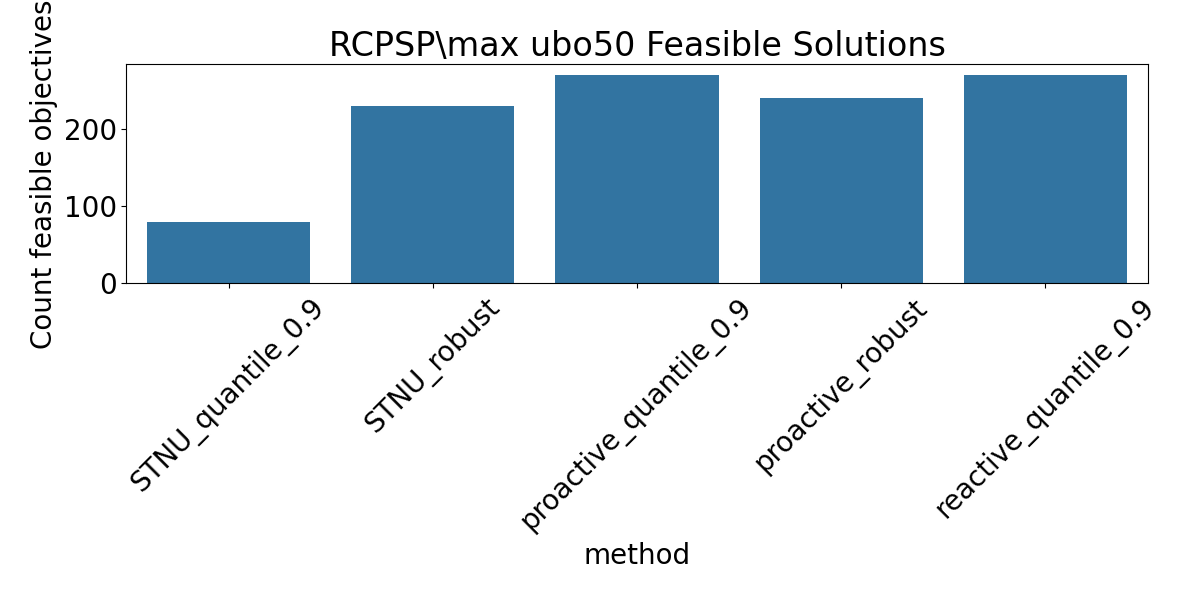 RCPSP\max ubo50 Feasible Solutions
Count feasible objectives
200
100
0
STNU_quantile_0.9
STNU_robust
proactive_quantile_0.9
proactive_robust
reactive_quantile_0.9
method